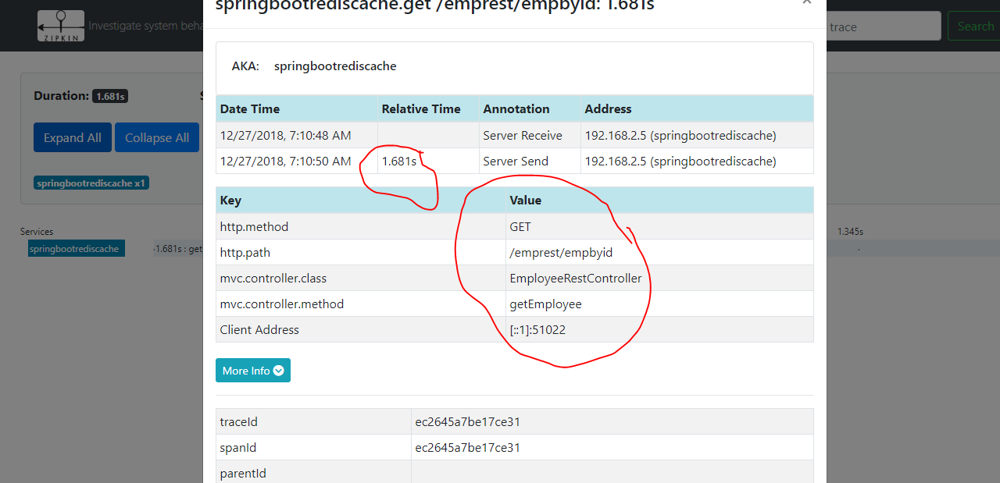 springbootrediscache.get /emprest/empbyid: 1.681s ×
ZIPKIN Investigate system beha trace Search
AKA: springbootrediscache
Duration: 1.681s S
Date Time Relative Time Annotation Address
12/27/2018, 7:10:48 AM Server Receive 192.168.2.5 (springbootrediscache)
Expand All Collapse All
12/27/2018, 7:10:50 AM 1.681s Server Send 192.168.2.5 (springbootrediscache)
springbootrediscache x1
Key Value
http.method GET
Services 1.345s
springbootrediscache ·1.681s : get
http.path /emprest/empbyid
mvc.controller.class EmployeeRestController
mvc.controller.method getEmployee
Client Address [::1]:51022
More Info
traceId ec2645a7be17ce31
spanId ec2645a7be17ce31
parentId